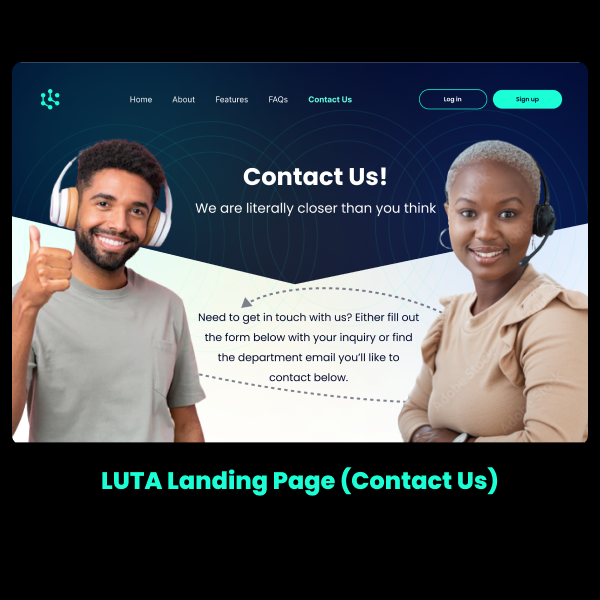 Home About Features FAQs Contact Us Log in Sign up
Contact Us!
We are literally closer than you think
Need to get in touch with us? Either fill out
the form below with your inquiry or find
the department email you’ll like to
contact below.
LUTA Landing Page (Contact Us)